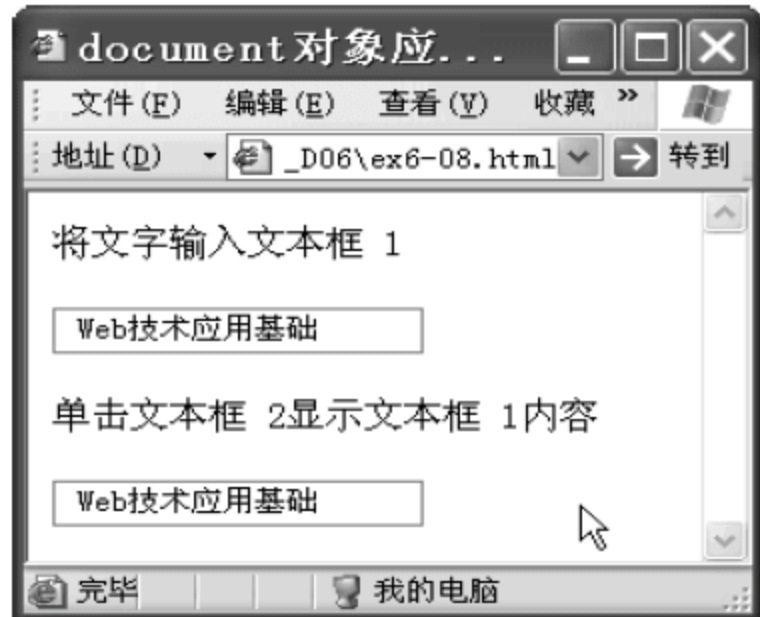 document对象应...
文件(F) 编辑(E) 查看(V) 收藏 »
地址(D) _D06\ex6-08.html 转到
将文字输入文本框 1
Web技术应用基础
单击文本框 2显示文本框 1内容
Web技术应用基础
完毕 我的电脑